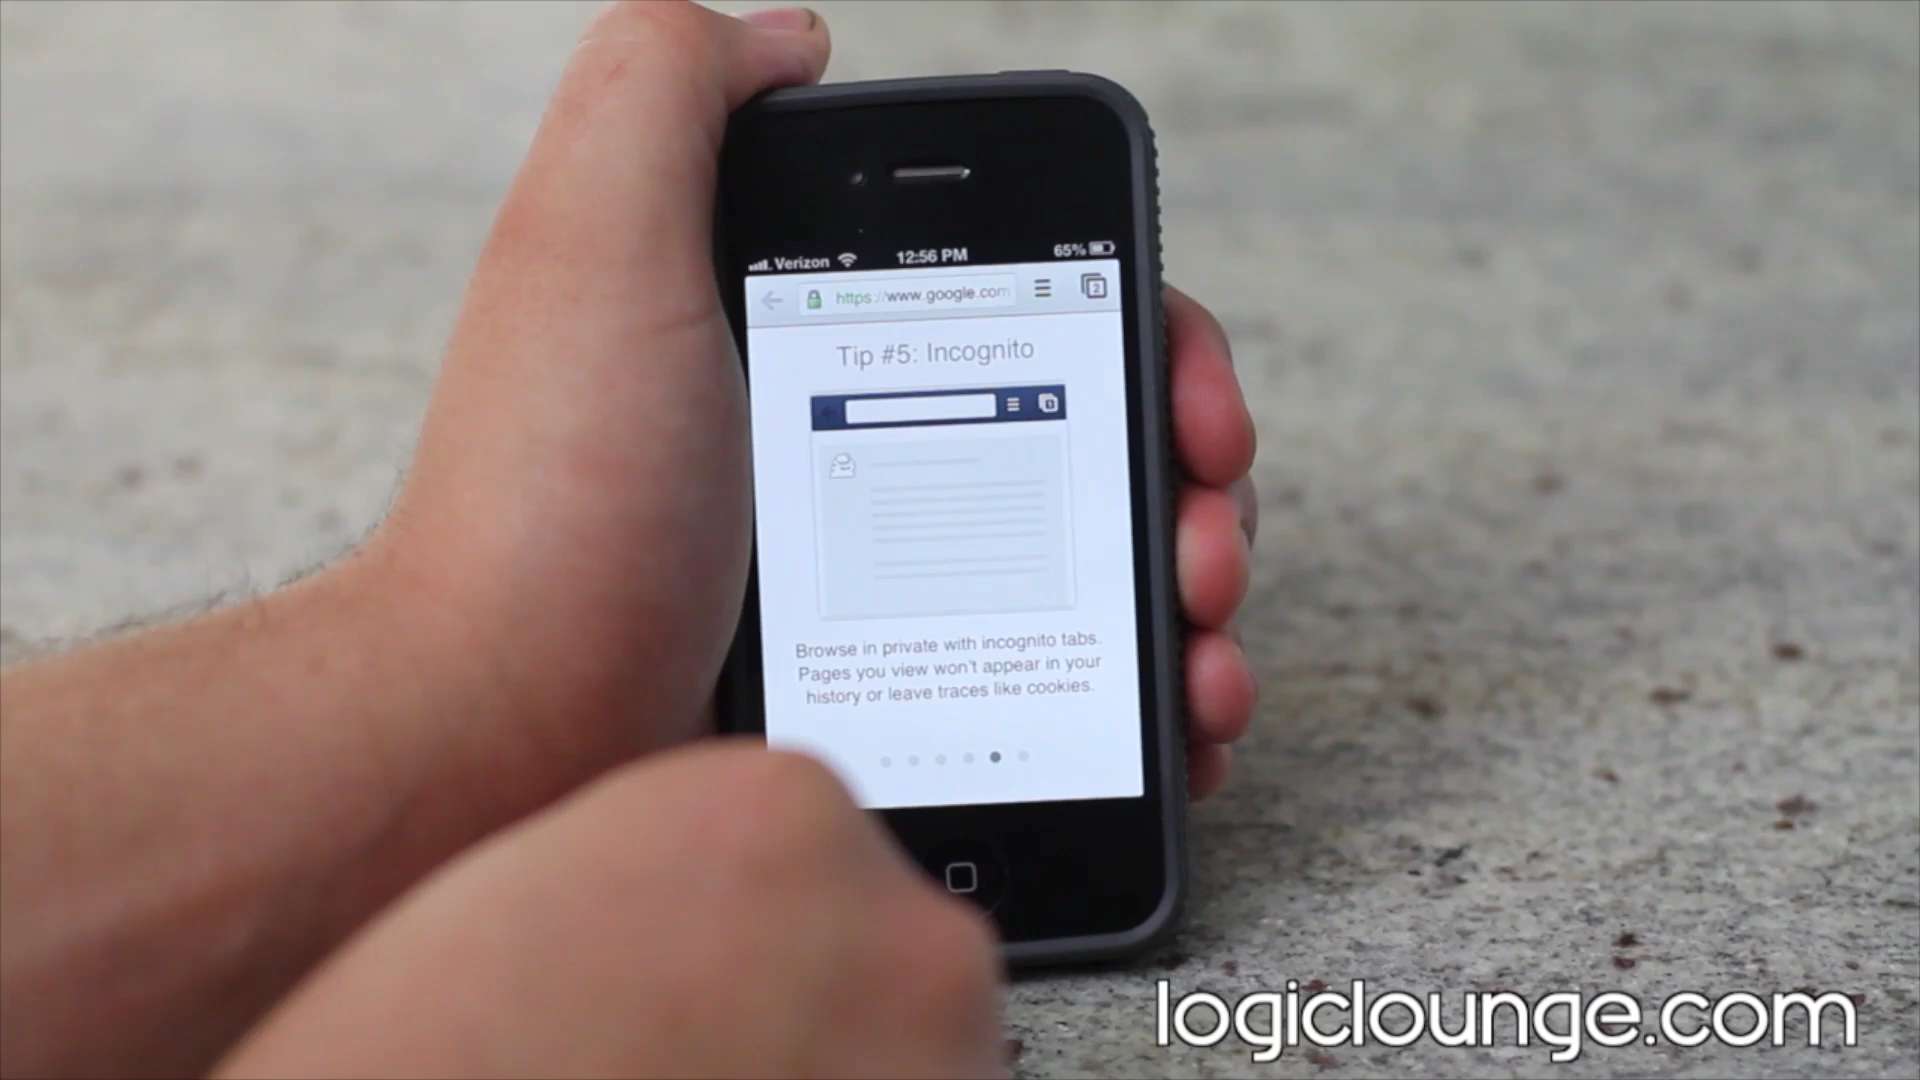 Verizon 12:56 PM 65%
https://www.google.com 2
Tip #5: Incognito
Browse in private with incognito tabs.
Pages you view won't appear in your
history or leave traces like cookies.
logiclounge.com